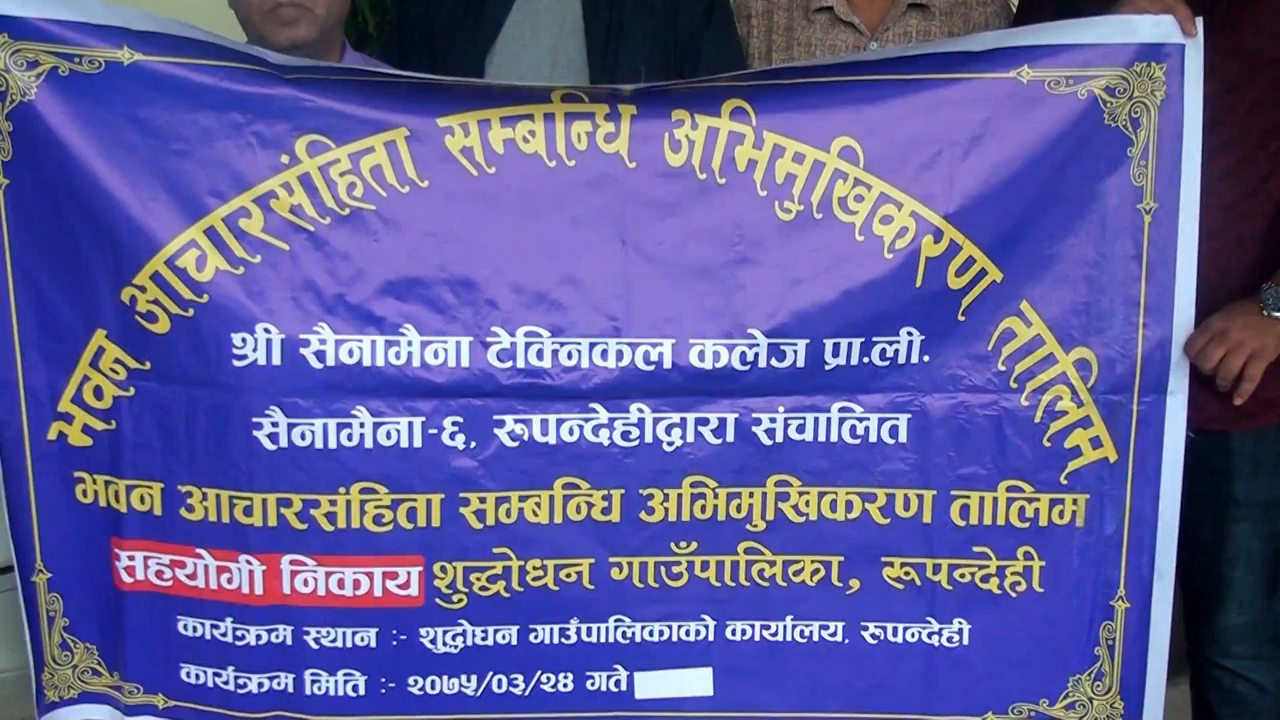 भवन आचारसंहिता सम्बन्धि अभिमुखिकरण तालिम
श्री सैनामैना टेक्निकल कलेज प्रा.ली.
सैनामैना-६, रुपन्देहीद्वारा संचालित
भवन आचारसंहिता सम्बन्धि अभिमुखिकरण तालिम
सहयोगी निकाय शुद्धोधन गाउँपालिका, रूपन्देही
कार्यक्रम स्थान :- शुद्धोधन गाउँपालिकाको कार्यालय, रुपन्देही
कार्यक्रम मिति :- २०७५/०३/२४ गते